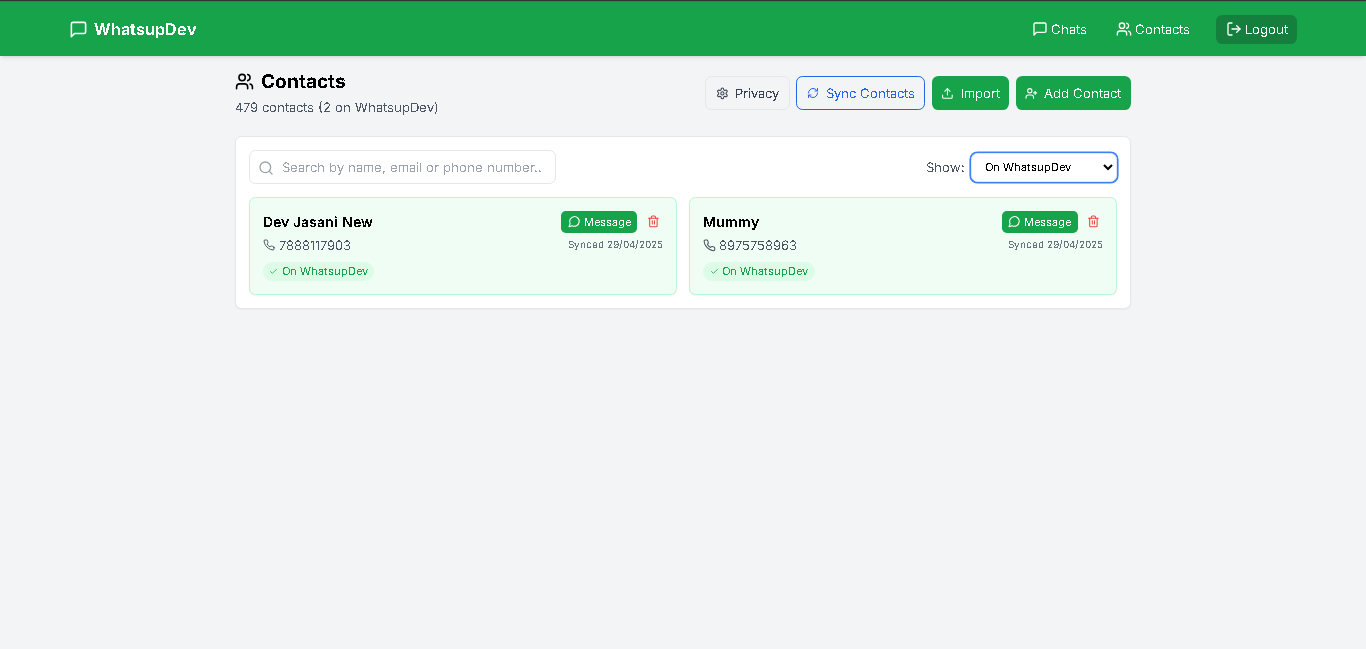 WhatsupDev
Chats
Contacts
Logout
Contacts
479 contacts (2 on WhatsupDev)
Privacy
Sync Contacts
Import
Add Contact
Search by name, email or phone number..
Show:
On WhatsupDev
Dev Jasani New
Message
7888117903
Synced 29/04/2025
On WhatsupDev
Mummy
Message
8975758963
Synced 29/04/2025
On WhatsupDev